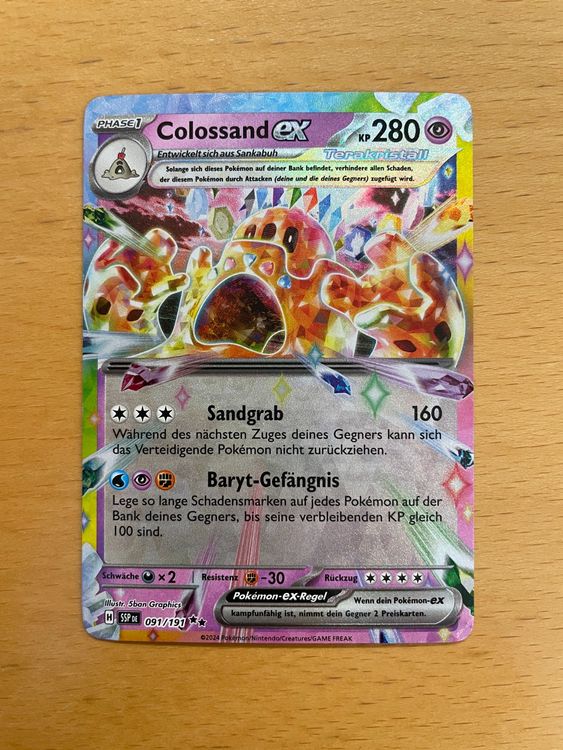 PHASE 1
Colossand ex
KP 280
Entwickelt sich aus Sankabuh
Terakristall
Solange sich dieses Pokémon auf deiner Bank befindet, verhindere allen Schaden,
der diesem Pokémon durch Attacken (deine und die deines Gegners) zugefügt wird.
Sandgrab 160
Während des nächsten Zuges deines Gegners kann sich
das Verteidigende Pokémon nicht zurückziehen.
Baryt-Gefängnis
Lege so lange Schadensmarken auf jedes Pokémon auf der
Bank deines Gegners, bis seine verbleibenden KP gleich
100 sind.
Schwäche ×2 Resistenz -30 Rückzug
Illustr. 5ban Graphics
Pokémon-ex-Regel
Wenn dein Pokémon-ex
kampfunfähig ist, nimmt dein Gegner 2 Preiskarten.
H SSP DE 091/191
©2024 Pokémon/Nintendo/Creatures/GAME FREAK